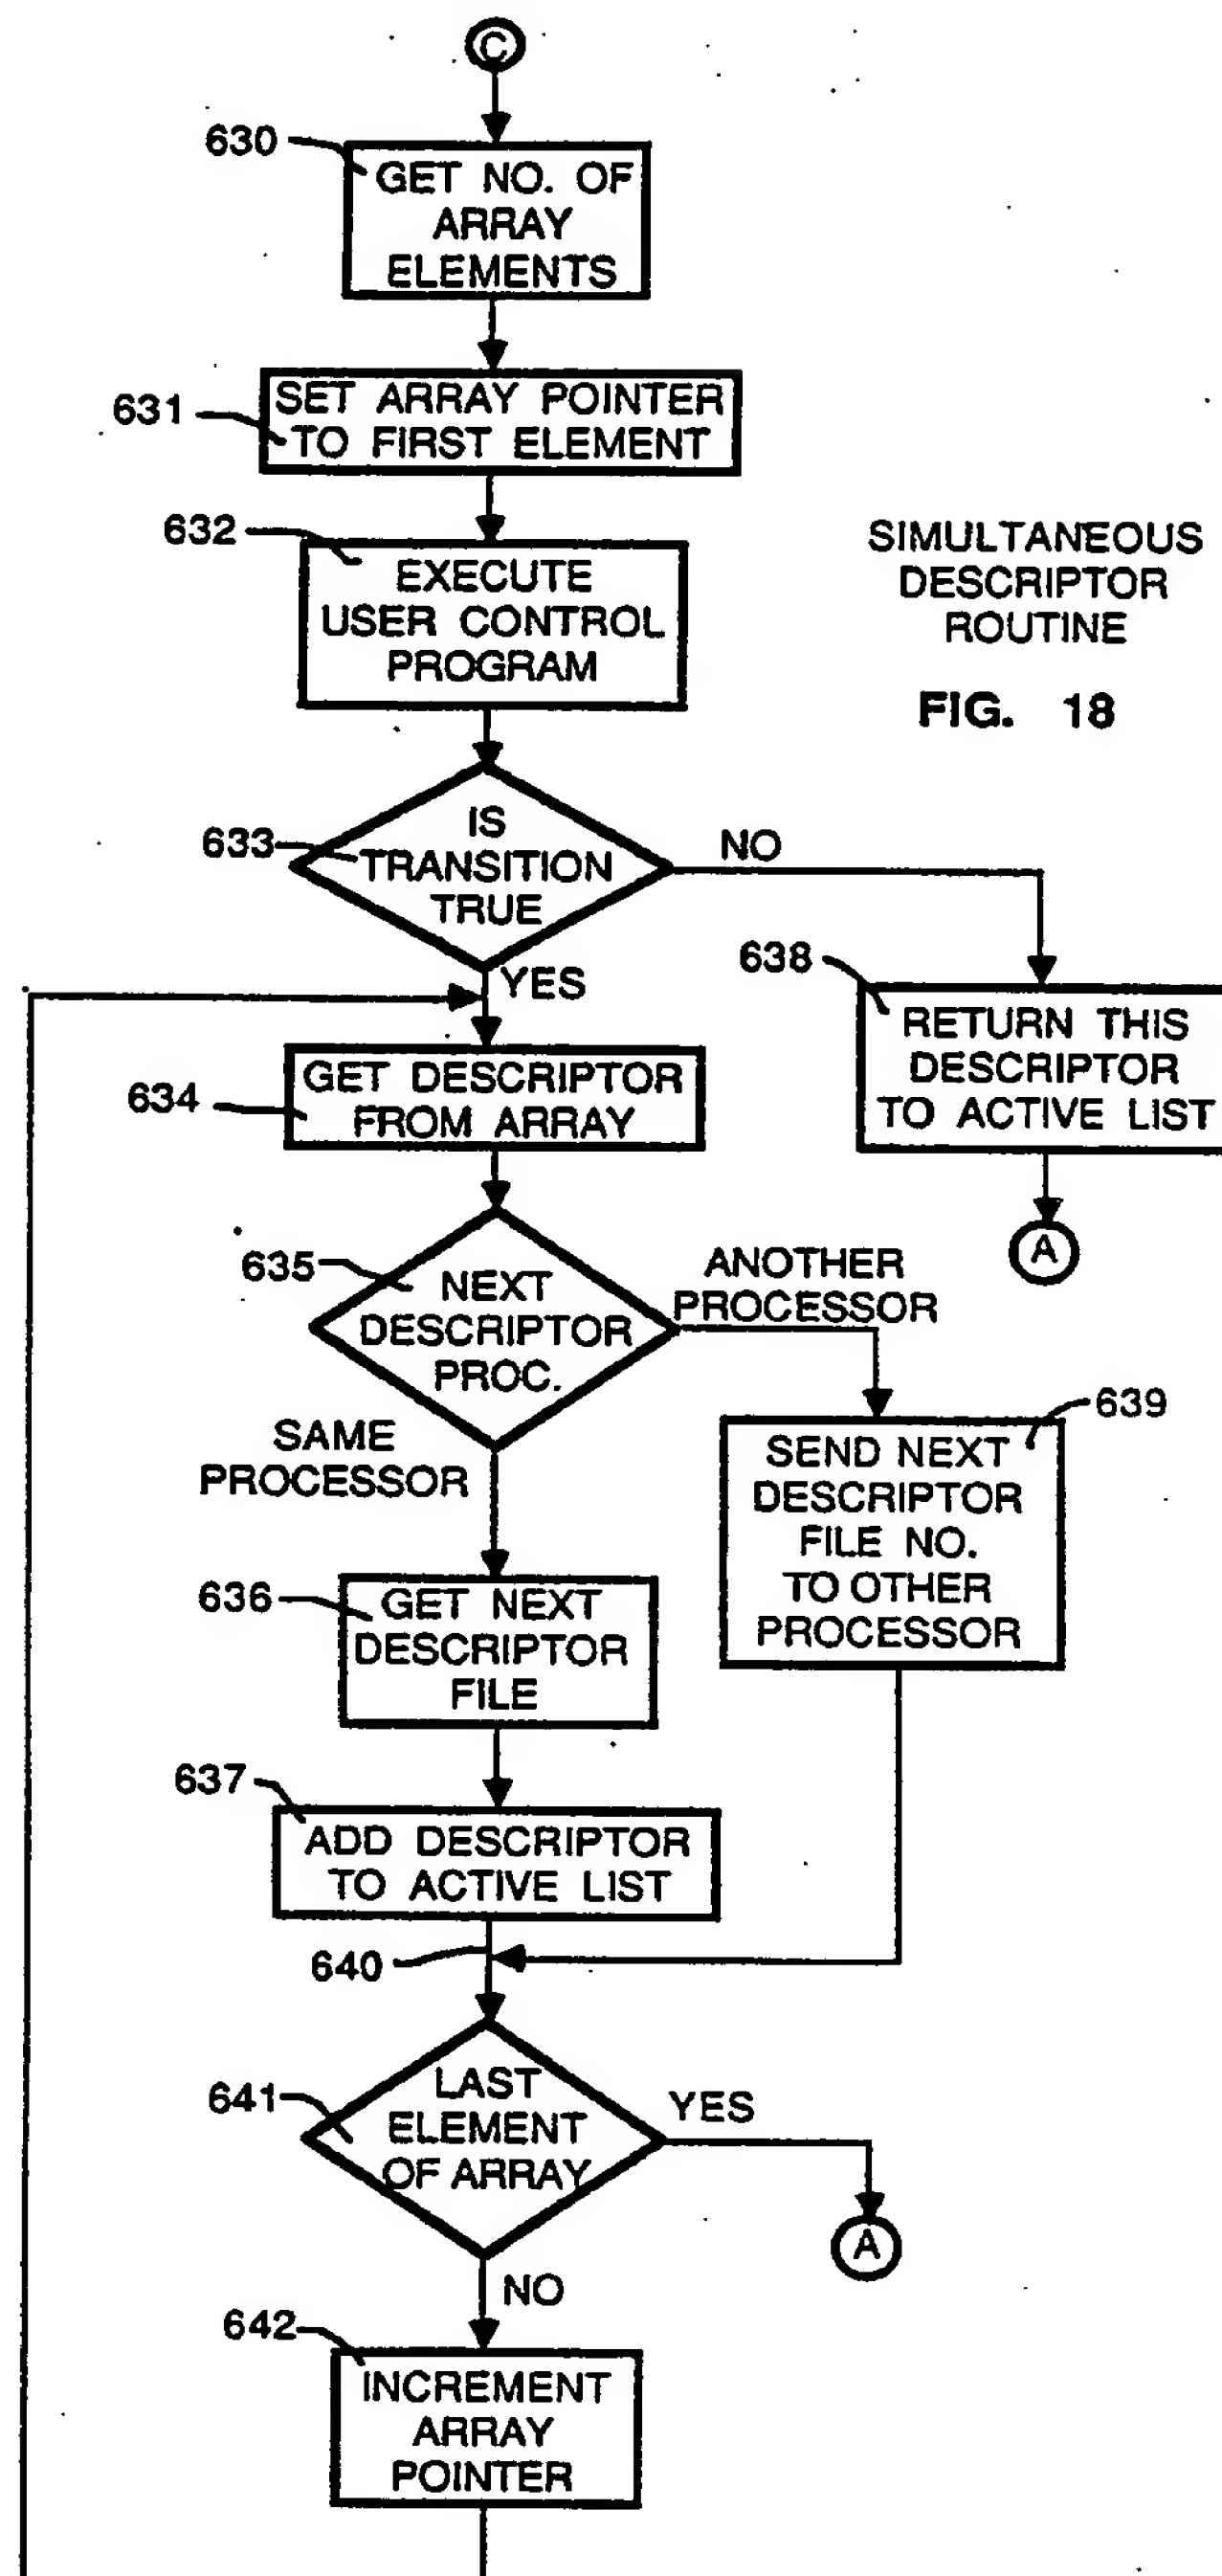 C
630
GET NO. OF
ARRAY
ELEMENTS
631
SET ARRAY POINTER
TO FIRST ELEMENT
632
EXECUTE
USER CONTROL
PROGRAM
SIMULTANEOUS
DESCRIPTOR
ROUTINE
FIG. 18
633
IS
TRANSITION
TRUE
NO
YES
638
RETURN THIS
DESCRIPTOR
TO ACTIVE LIST
A
634
GET DESCRIPTOR
FROM ARRAY
635
NEXT
DESCRIPTOR
PROC.
ANOTHER
PROCESSOR
SAME
PROCESSOR
639
SEND NEXT
DESCRIPTOR
FILE NO.
TO OTHER
PROCESSOR
636
GET NEXT
DESCRIPTOR
FILE
637
ADD DESCRIPTOR
TO ACTIVE LIST
640
641
LAST
ELEMENT
OF ARRAY
YES
A
NO
642
INCREMENT
ARRAY
POINTER